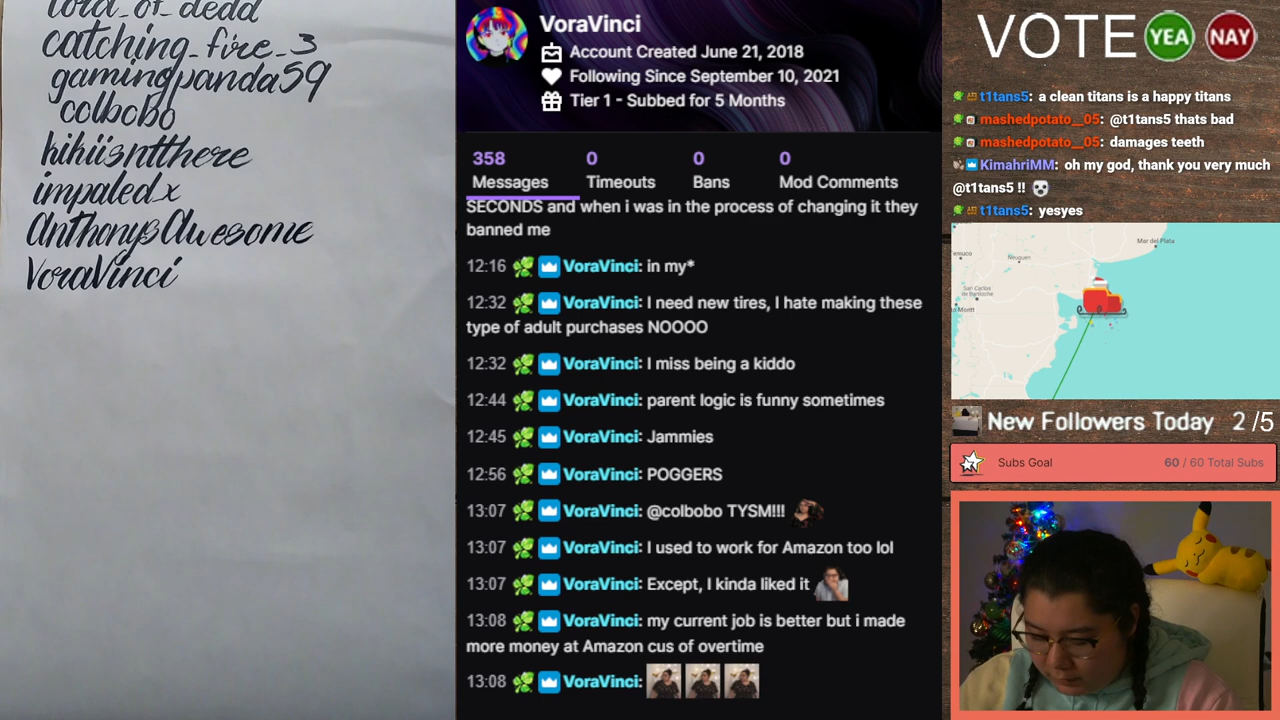 lord_of_dedd
catching_fire_3
gamingpanda59
colbobo
hihiisntthere
impaled_x
AnthonysAwesome
VoraVinci
VoraVinci
Account Created June 21, 2018
Following Since September 10, 2021
Tier 1 - Subbed for 5 Months
358 0 0 0
Messages Timeouts Bans Mod Comments
SECONDS and when i was in the process of changing it they
banned me
12:16 VoraVinci: in my*
12:32 VoraVinci: I need new tires, I hate making these
type of adult purchases NOOOO
12:32 VoraVinci: I miss being a kiddo
12:44 VoraVinci: parent logic is funny sometimes
12:45 VoraVinci: Jammies
12:56 VoraVinci: POGGERS
13:07 VoraVinci: @colbobo TYSM!!!
13:07 VoraVinci: I used to work for Amazon too lol
13:07 VoraVinci: Except, I kinda liked it
13:08 VoraVinci: my current job is better but i made
more money at Amazon cus of overtime
13:08 VoraVinci:
VOTE YEA NAY
t1tans5: a clean titans is a happy titans
mashedpotato__05: @t1tans5 thats bad
mashedpotato__05: damages teeth
KimahriMM: oh my god, thank you very much
@t1tans5 !!
t1tans5: yesyes
Mar del Plata
Neuquen
San Carlos
de Bariloche
New Followers Today 2 /5
Subs Goal 60 / 60 Total Subs